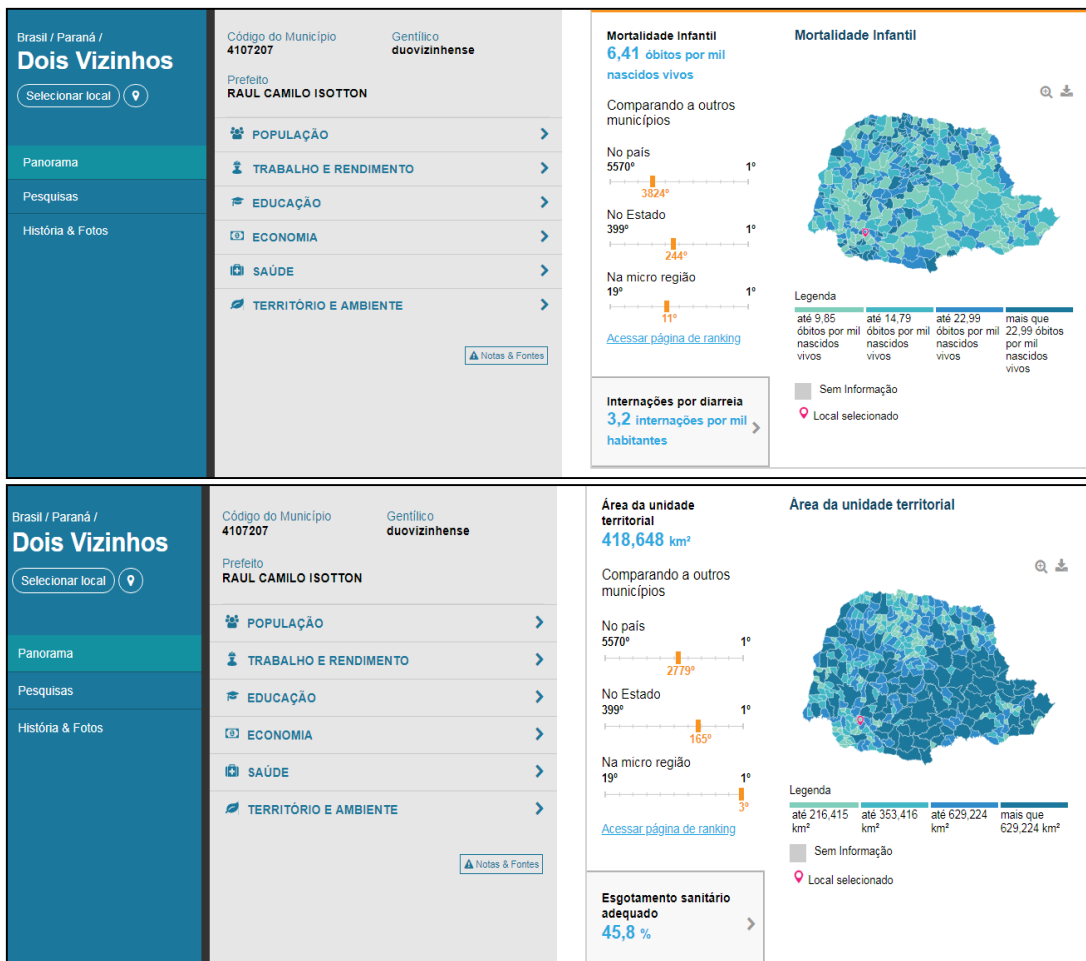 Brasil / Paraná /
Dois Vizinhos
Selecionar local
Panorama
Pesquisas
História & Fotos
Código do Município
4107207
Gentílico
duovizinhense
Prefeito
RAUL CAMILO ISOTTON
POPULAÇÃO
TRABALHO E RENDIMENTO
EDUCAÇÃO
ECONOMIA
SAÚDE
TERRITÓRIO E AMBIENTE
Notas & Fontes
Mortalidade Infantil
6,41 óbitos por mil
nascidos vivos
Comparando a outros
municípios
No país
5570º 1º
3824º
No Estado
399º 1º
244º
Na micro região
19º 1º
11º
Acessar página de ranking
Internações por diarreia
3,2 internações por mil
habitantes
Mortalidade Infantil
Legenda
até 9,85
óbitos por mil
nascidos
vivos
até 14,79
óbitos por mil
nascidos
vivos
até 22,99
óbitos por mil
nascidos
vivos
mais que
22,99 óbitos
por mil
nascidos
vivos
Sem Informação
Local selecionado
Brasil / Paraná /
Dois Vizinhos
Selecionar local
Panorama
Pesquisas
História & Fotos
Código do Município
4107207
Gentílico
duovizinhense
Prefeito
RAUL CAMILO ISOTTON
POPULAÇÃO
TRABALHO E RENDIMENTO
EDUCAÇÃO
ECONOMIA
SAÚDE
TERRITÓRIO E AMBIENTE
Notas & Fontes
Área da unidade
territorial
418,648 km²
Comparando a outros
municípios
No país
5570º 1º
2779º
No Estado
399º 1º
165º
Na micro região
19º 1º
3º
Acessar página de ranking
Esgotamento sanitário
adequado
45,8 %
Área da unidade territorial
Legenda
até 216,415
km²
até 353,416
km²
até 629,224
km²
mais que
629,224 km²
Sem Informação
Local selecionado